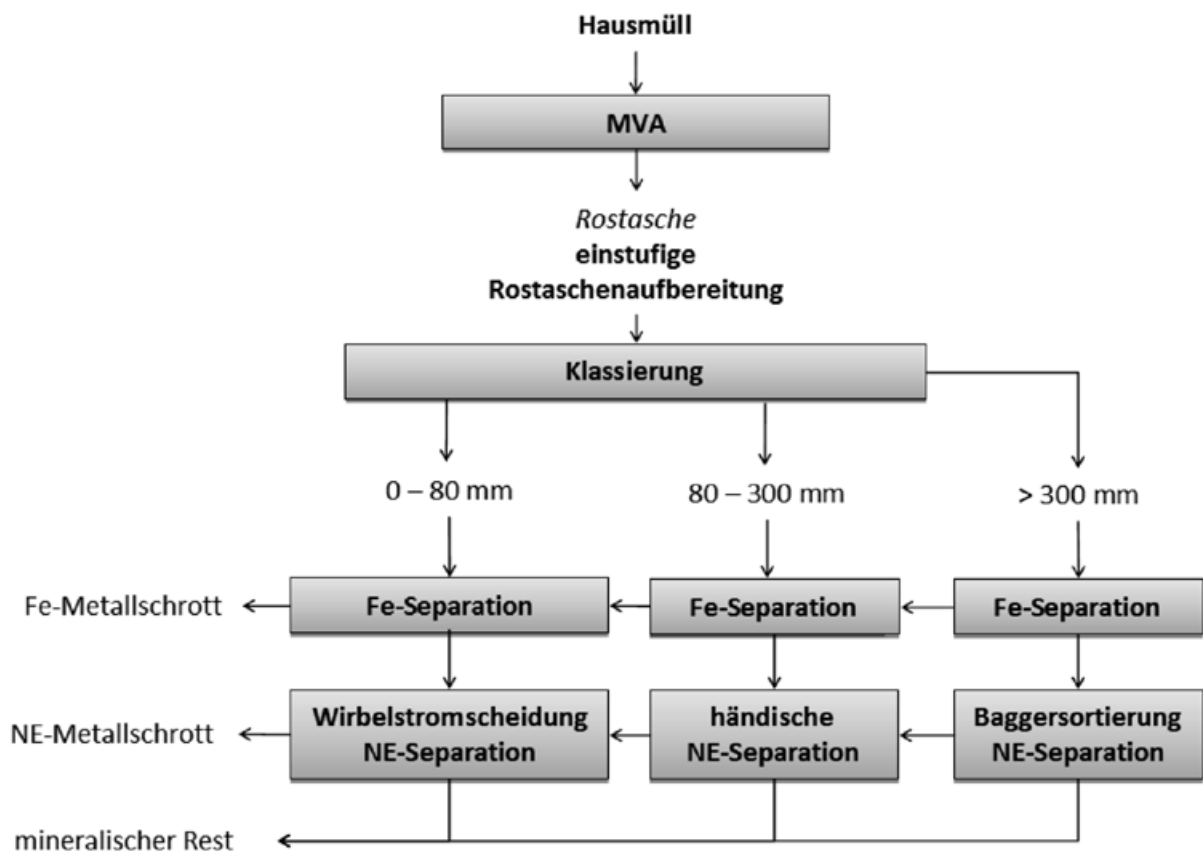 Hausmüll
MVA
Rostasche
einstufige
Rostaschenaufbereitung
Klassierung
0 – 80 mm
80 – 300 mm
> 300 mm
Fe-Metallschrott
Fe-Separation
Fe-Separation
Fe-Separation
NE-Metallschrott
Wirbelstromscheidung
NE-Separation
händische
NE-Separation
Baggersortierung
NE-Separation
mineralischer Rest